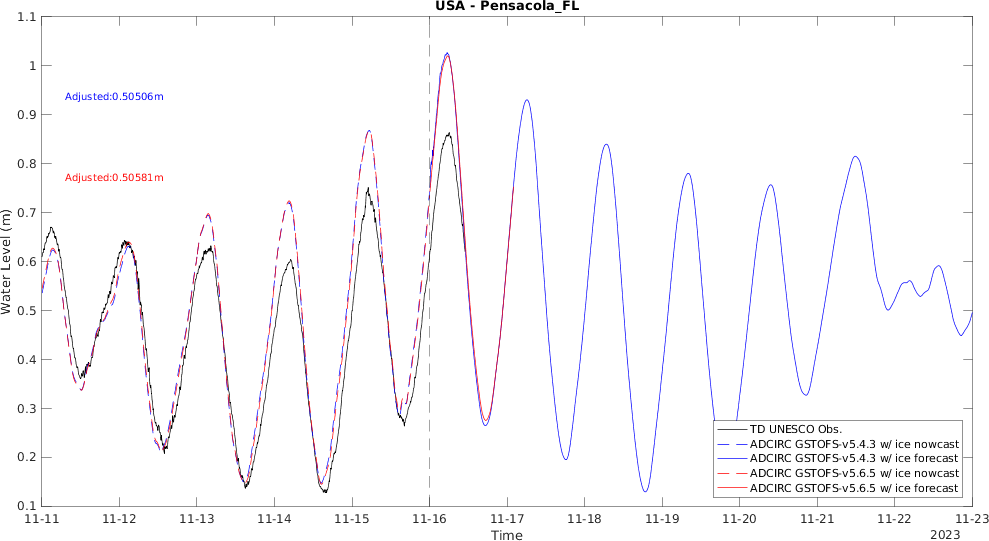 USA - Pensacola_FL
1.1
1
0.9
0.8
0.7
0.6
0.5
0.4
0.3
0.2
0.1
Water Level (m)
Adjusted:0.50506m
Adjusted:0.50581m
TD UNESCO Obs.
ADCIRC GSTOFS-v5.4.3 w/ ice nowcast
ADCIRC GSTOFS-v5.4.3 w/ ice forecast
ADCIRC GSTOFS-v5.6.5 w/ ice nowcast
ADCIRC GSTOFS-v5.6.5 w/ ice forecast
11-11 11-12 11-13 11-14 11-15 11-16 11-17 11-18 11-19 11-20 11-21 11-22 11-23
Time
2023